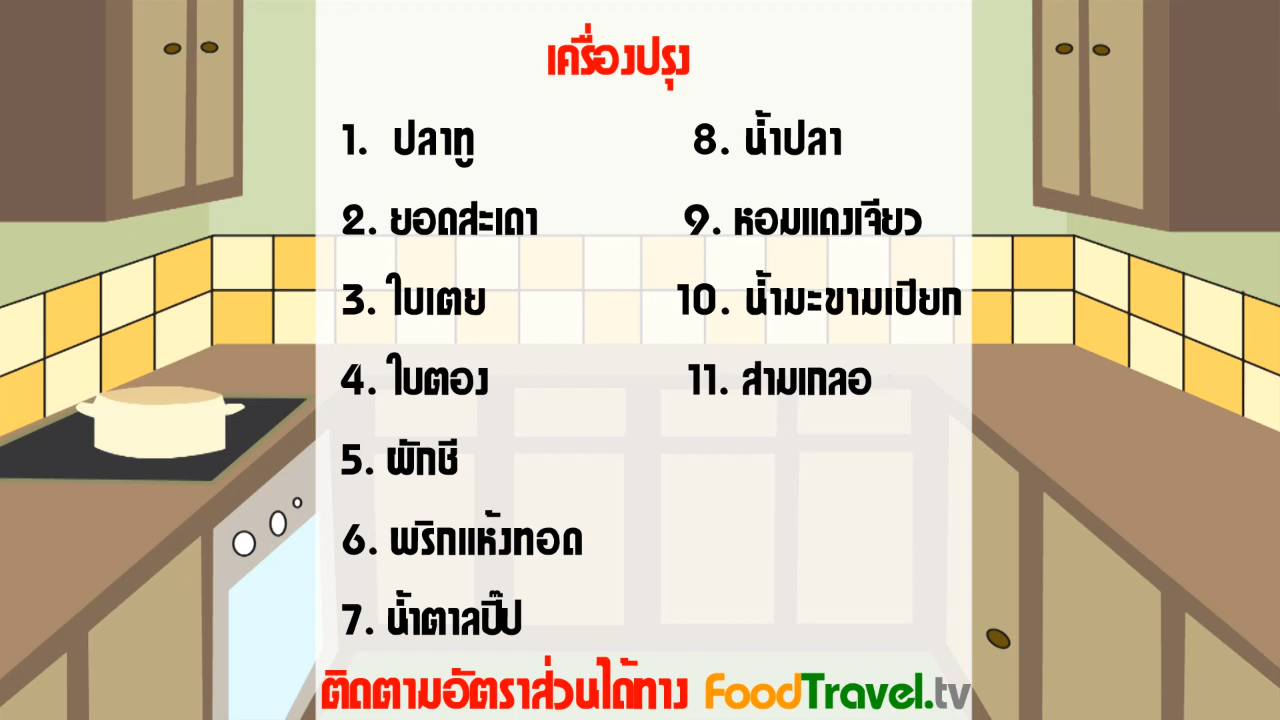 เครื่องปรุง
1. ปลาทู
2. ยอดสะเดา
3. ใบเตย
4. ใบตอง
5. ผักชี
6. พริกแห้งทอด
7. น้ำตาลปี๊ป
8. น้ำปลา
9. หอมแดงเจียว
10. น้ำมะขามเปียก
11. สามเกลอ
ติดตามอัตราส่วนได้ทาง FoodTravel.tv